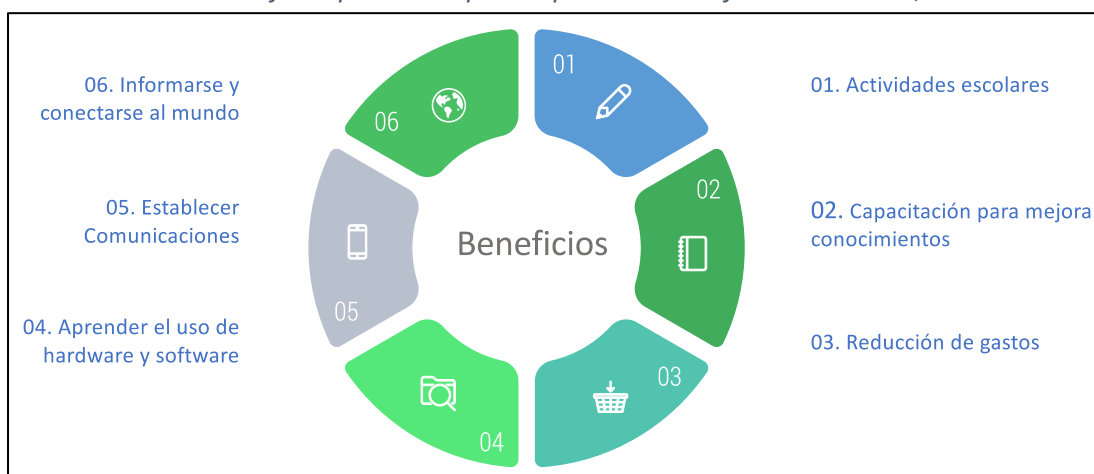 01
02
03
04
05
06
Beneficios
01. Actividades escolares
02. Capacitación para mejora
conocimientos
03. Reducción de gastos
04. Aprender el uso de
hardware y software
05. Establecer
Comunicaciones
06. Informarse y
conectarse al mundo